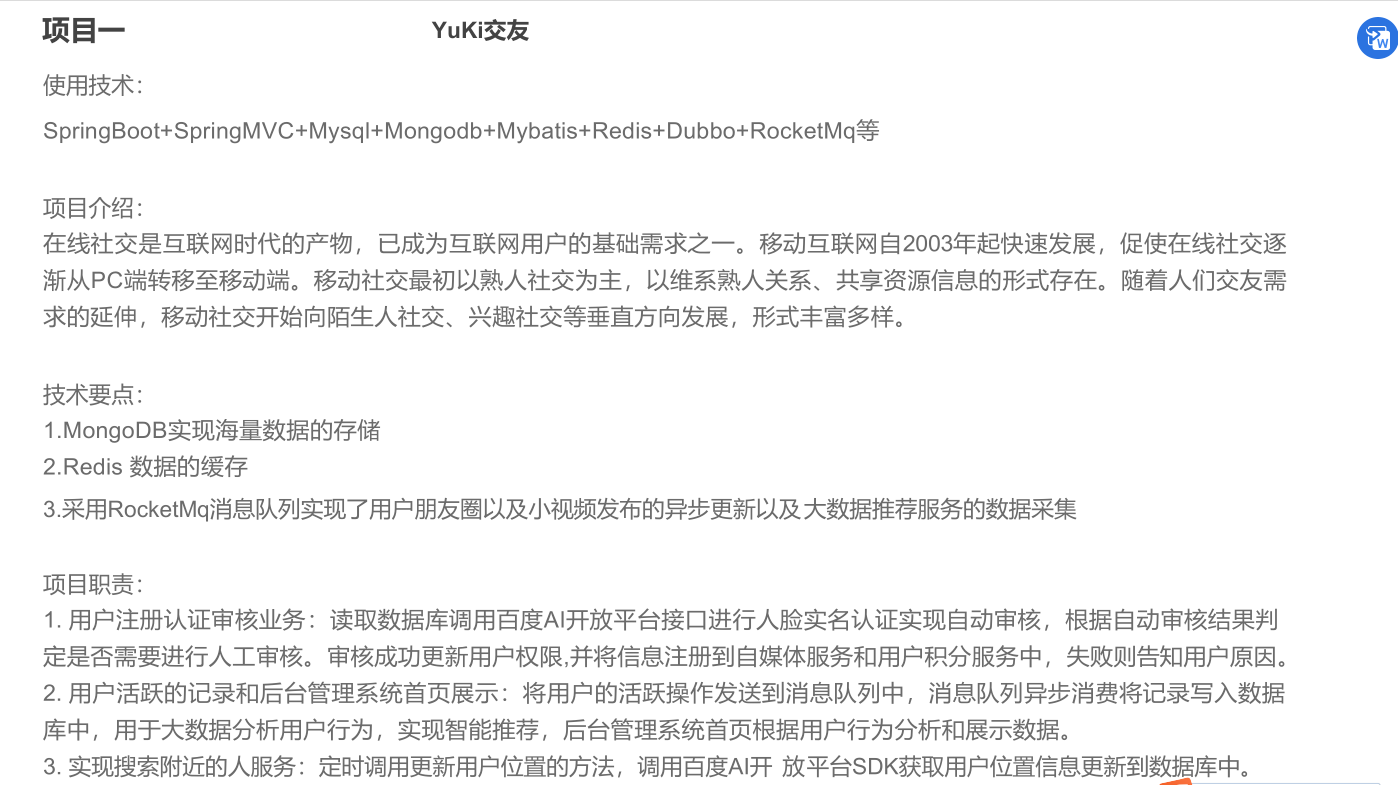 项目一
YuKi交友
使用技术：
SpringBoot+SpringMVC+Mysql+Mongodb+Mybatis+Redis+Dubbo+RocketMq等
项目介绍：
在线社交是互联网时代的产物，已成为互联网用户的基础需求之一。移动互联网自2003年起快速发展，促使在线社交逐
渐从PC端转移至移动端。移动社交最初以熟人社交为主，以维系熟人关系、共享资源信息的形式存在。随着人们交友需
求的延伸，移动社交开始向陌生人社交、兴趣社交等垂直方向发展，形式丰富多样。
技术要点：
1.MongoDB实现海量数据的存储
2.Redis 数据的缓存
3.采用RocketMq消息队列实现了用户朋友圈以及小视频发布的异步更新以及 大数据推荐服务的数据采集
项目职责：
1. 用户注册认证审核业务：读取数据库调用百度AI开放平台接口进行人脸实名认证实现自动审核，根据自动审核结果判
定是否需要进行人工审核。审核成功更新用户权限,并将信息注册到自媒体服务和用户积分服务中，失败则告知用户原因。
2. 用户活跃的记录和后台管理系统首页展示：将用户的活跃操作发送到消息队列中，消息队列异步消费将记录写入数据
库中，用于大数据分析用户行为，实现智能推荐，后台管理系统首页根据用户行为分析和展示数据。
3. 实现搜索附近的人服务：定时调用更新用户位置的方法，调用百度AI开 放平台SDK获取用户位置信息更新到数据库中。
W